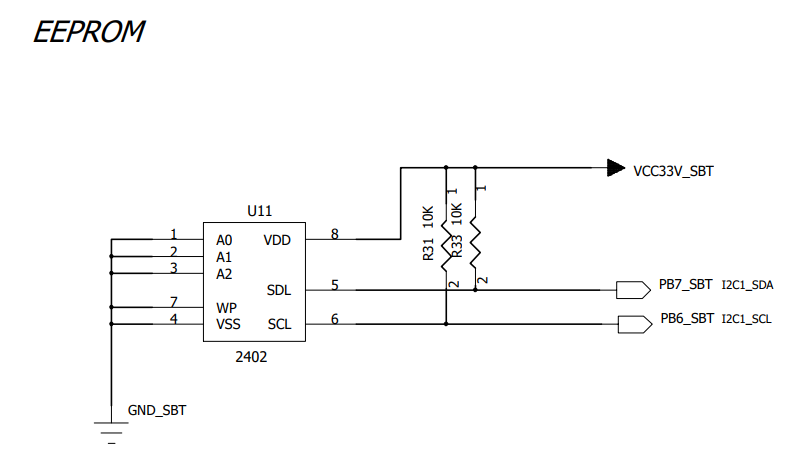 EEPROM
VCC33V_SBT
U11
1
1
R31 10K
R33 10K
1 A0 VDD 8
2 A1
3 A2
2
2
SDL 5 PB7_SBT I2C1_SDA
7 WP
4 VSS SCL 6 PB6_SBT I2C1_SCL
2402
GND_SBT